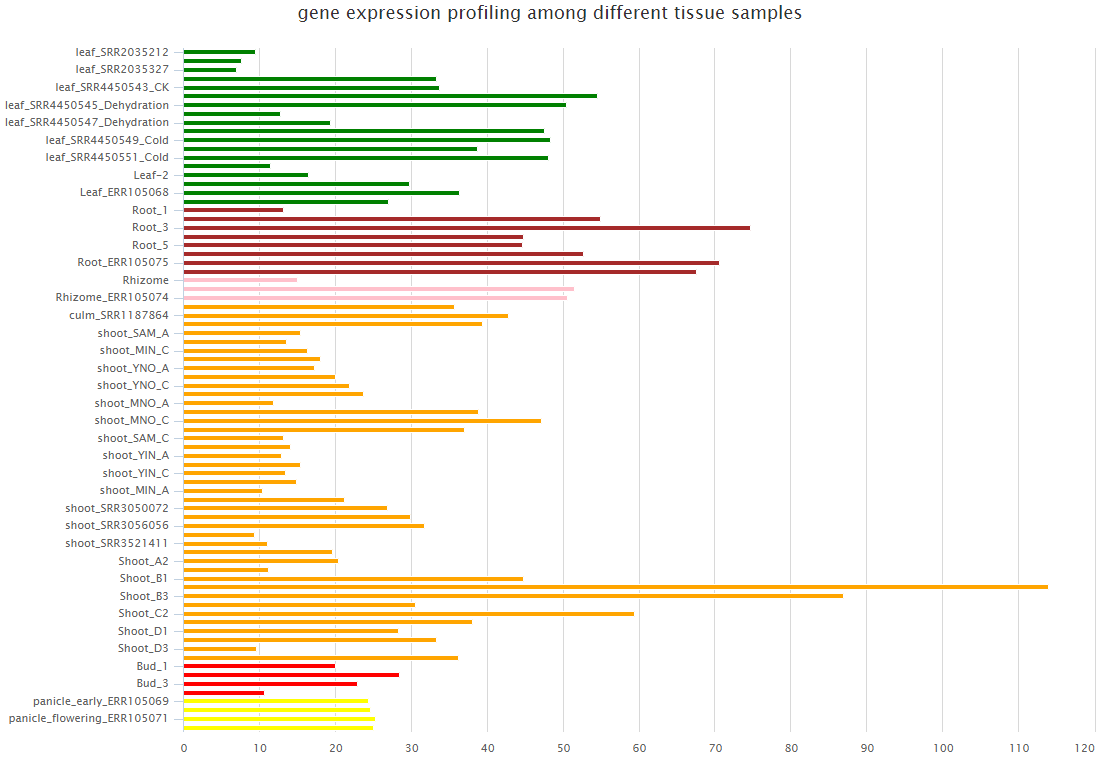 gene expression profiling among different tissue samples
leaf_SRR2035212
leaf_SRR2035327
leaf_SRR4450543_CK
leaf_SRR4450545_Dehydration
leaf_SRR4450547_Dehydration
leaf_SRR4450549_Cold
leaf_SRR4450551_Cold
Leaf-2
Leaf_ERR105068
Root_1
Root_3
Root_5
Root_ERR105075
Rhizome
Rhizome_ERR105074
culm_SRR1187864
shoot_SAM_A
shoot_MIN_C
shoot_YNO_A
shoot_YNO_C
shoot_MNO_A
shoot_MNO_C
shoot_SAM_C
shoot_YIN_A
shoot_YIN_C
shoot_MIN_A
shoot_SRR3050072
shoot_SRR3056056
shoot_SRR3521411
Shoot_A2
Shoot_B1
Shoot_B3
Shoot_C2
Shoot_D1
Shoot_D3
Bud_1
Bud_3
panicle_early_ERR105069
panicle_flowering_ERR105071
0 10 20 30 40 50 60 70 80 90 100 110 120